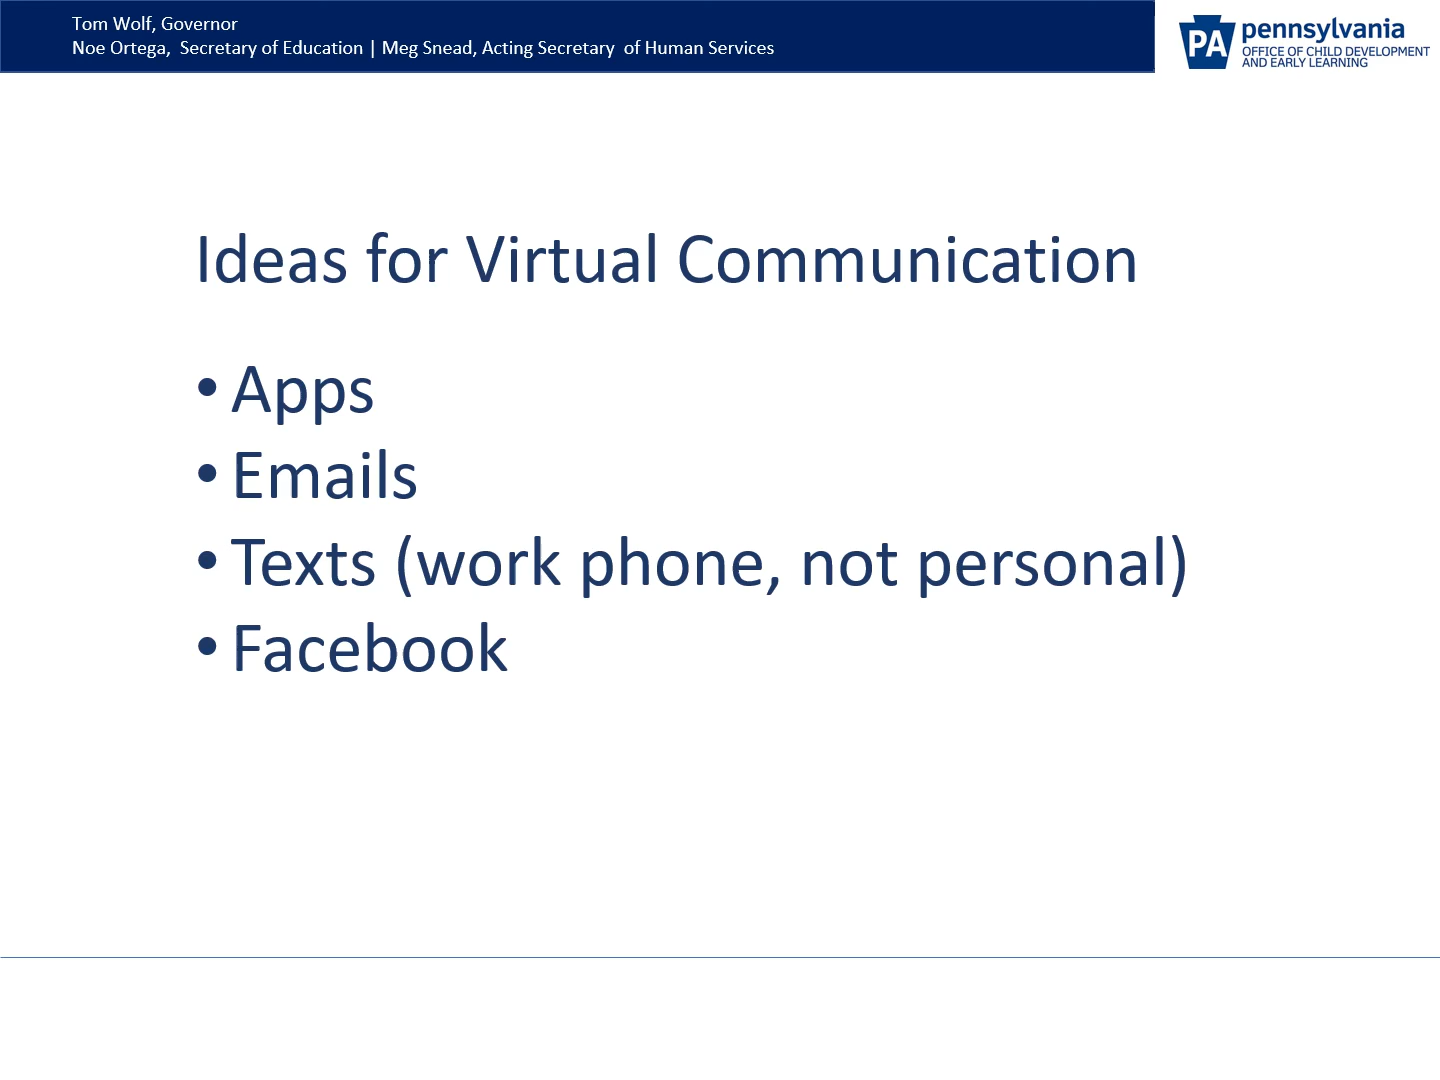 Tom Wolf, Governor
Noe Ortega, Secretary of Education | Meg Snead, Acting Secretary of Human Services
PA
pennsylvania
OFFICE OF CHILD DEVELOPMENT
AND EARLY LEARNING
Ideas for Virtual Communication
• Apps
• Emails
• Texts (work phone, not personal)
• Facebook